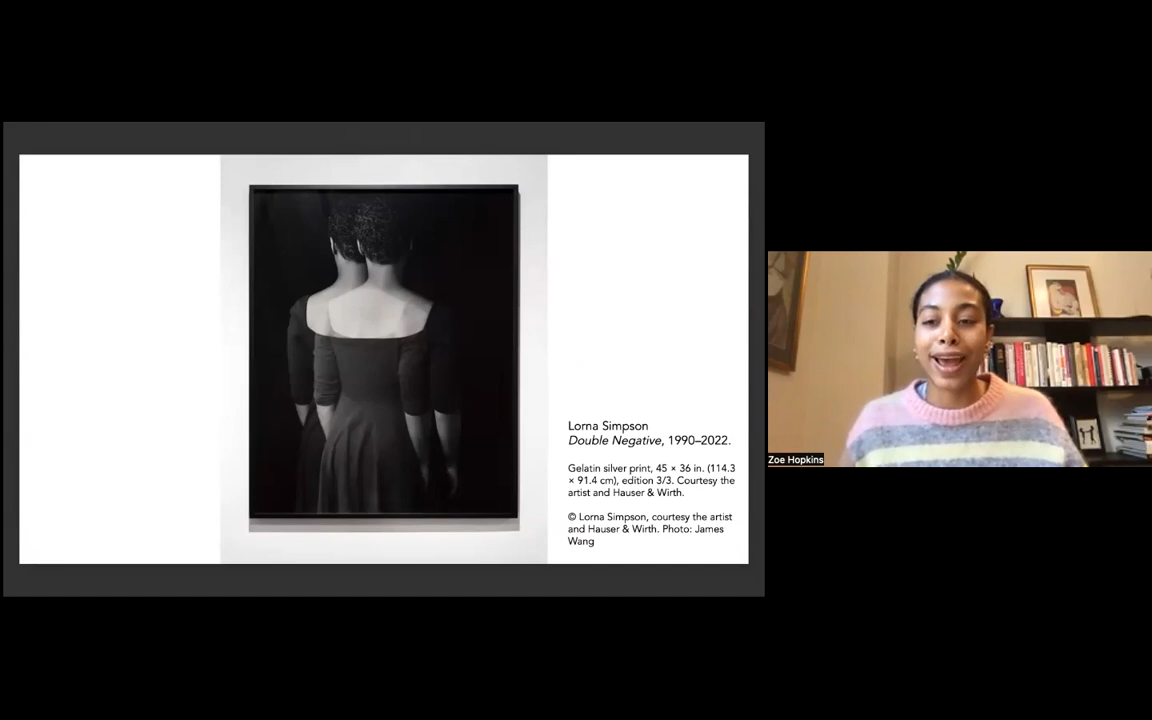 Lorna Simpson
Double Negative, 1990–2022.
Gelatin silver print, 45 × 36 in. (114.3
× 91.4 cm), edition 3/3. Courtesy the
artist and Hauser & Wirth.
© Lorna Simpson, courtesy the artist
and Hauser & Wirth. Photo: James
Wang
Zoe Hopkins